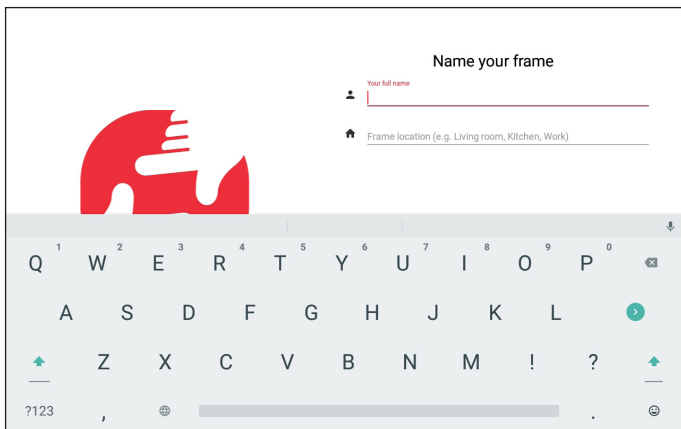 Name your frame
Your full name
Frame location (e.g. Living room, Kitchen, Work)
1 2 3 4 5 6 7 8 9 0
Q W E R T Y U I O P
A S D F G H J K L
Z X C V B N M ! ?
?123 , .